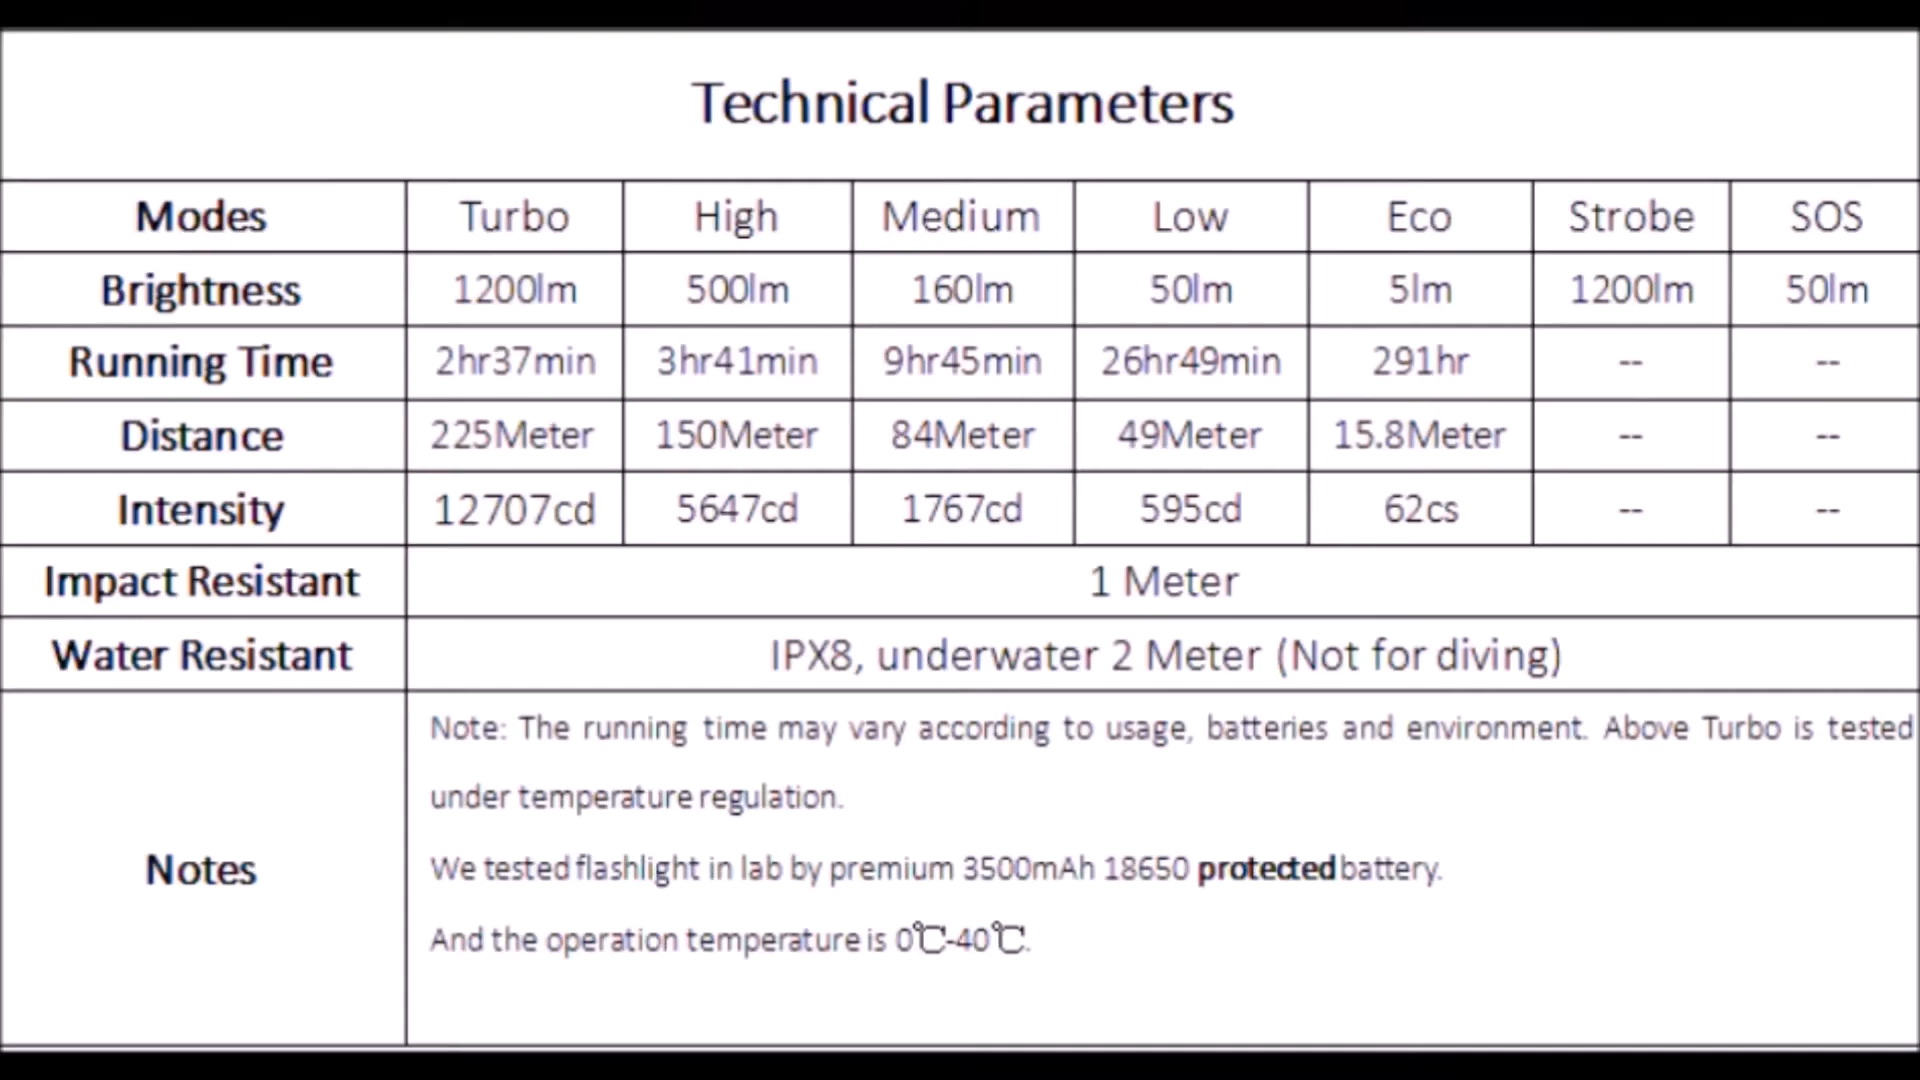 Technical Parameters
Modes Turbo High Medium Low Eco Strobe SOS
Brightness 1200lm 500lm 160lm 50lm 5lm 1200lm 50lm
Running Time 2hr37min 3hr41min 9hr45min 26hr49min 291hr -- --
Distance 225Meter 150Meter 84Meter 49Meter 15.8Meter -- --
Intensity 12707cd 5647cd 1767cd 595cd 62cs -- --
Impact Resistant 1 Meter
Water Resistant IPX8, underwater 2 Meter (Not for diving)
Notes
Note: The running time may vary according to usage, batteries and environment. Above Turbo is tested
under temperature regulation.
We tested flashlight in lab by premium 3500mAh 18650 protected battery.
And the operation temperature is 0℃-40℃.